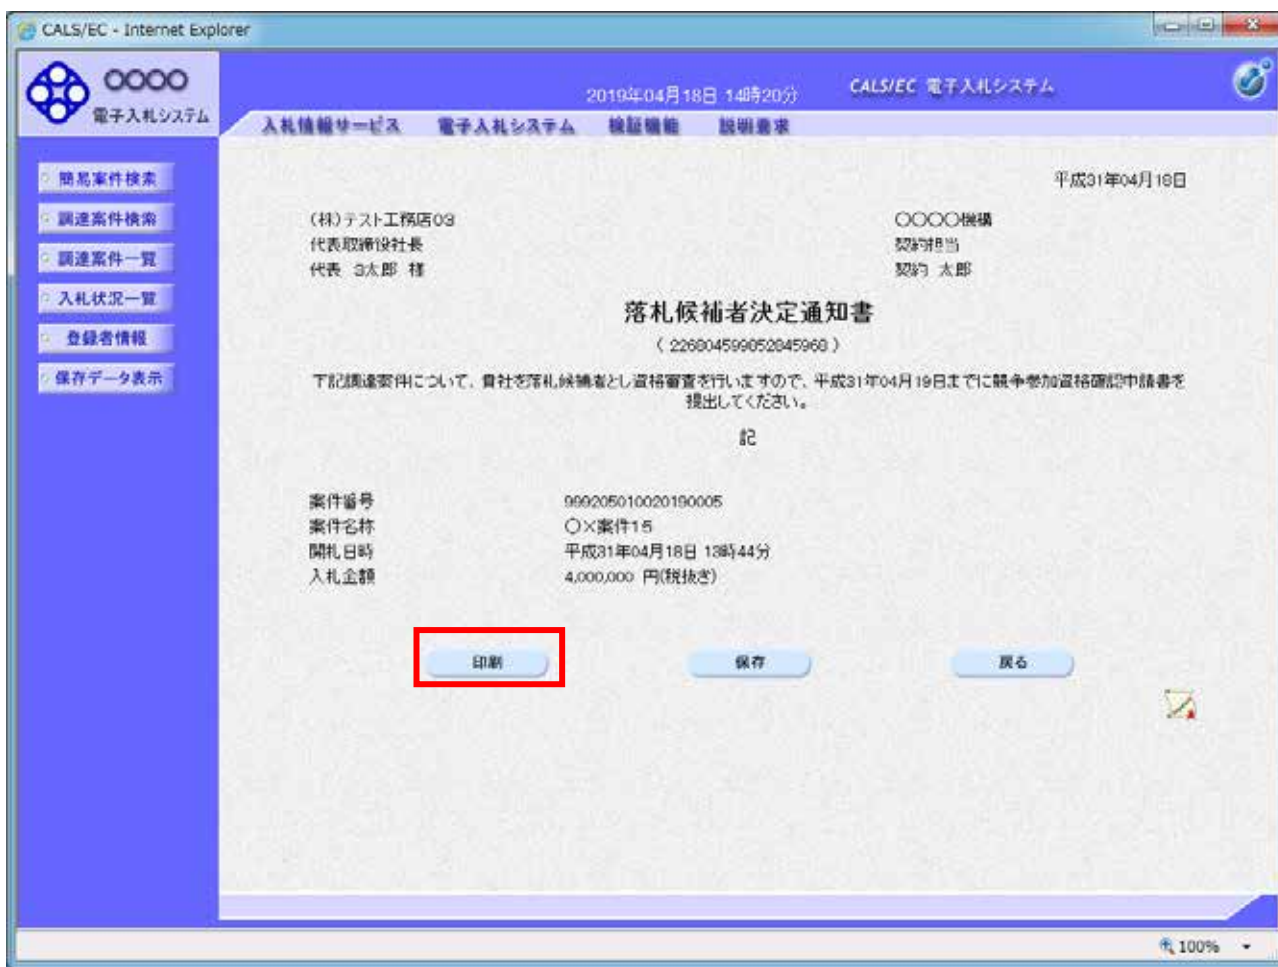 CALS/EC - Internet Explorer
OOOO
電子入札システム
2019年04月18日 14時20分
CALS/EC 電子入札システム
入札情報サービス 電子入札システム 検証機能 説明要求
簡易案件検索
調達案件検索
調達案件一覧
入札状況一覧
登録者情報
保存データ表示
平成31年04月18日
(株)テスト工務店03
代表取締役社長
代表 3太郎 様
〇〇〇〇機構
契約担当
契約 太郎
落札候補者決定通知書
( 226804599052845968 )
下記調達案件について、貴社を落札候補者とし資格審査を行いますので、平成31年04月19日までに競争参加資格確認申請書を
提出してください。
記
案件番号 999205010020190005
案件名称 〇×案件15
開札日時 平成31年04月18日 13時44分
入札金額 4,000,000 円(税抜き)
印刷
保存
戻る
100%